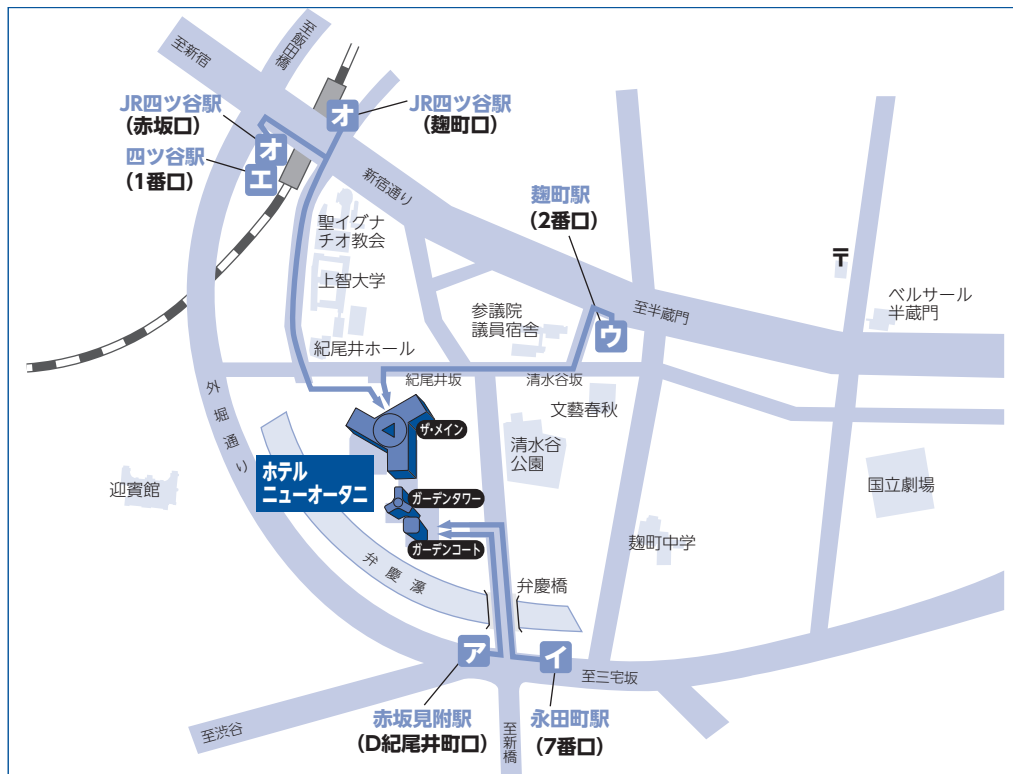 至新宿
至飯田橋
JR四ツ谷駅
(赤坂口)
オ
JR四ツ谷駅
(麹町口)
オ
四ツ谷駅
(1番口)
エ
新宿通り
麹町駅
(2番口)
ウ
聖イグナ
チオ教会
上智大学
紀尾井ホール
参議院
議員宿舎
至半蔵門
〒
ベルサール
半蔵門
紀尾井坂
清水谷坂
文藝春秋
外堀通り
ザ・メイン
清水谷
公園
迎賓館
ホテル
ニューオータニ
ガーデンタワー
ガーデンコート
国立劇場
麹町中学
弁慶濠
弁慶橋
ア
イ
至三宅坂
赤坂見附駅
(D紀尾井町口)
永田町駅
(7番口)
至渋谷
至新橋